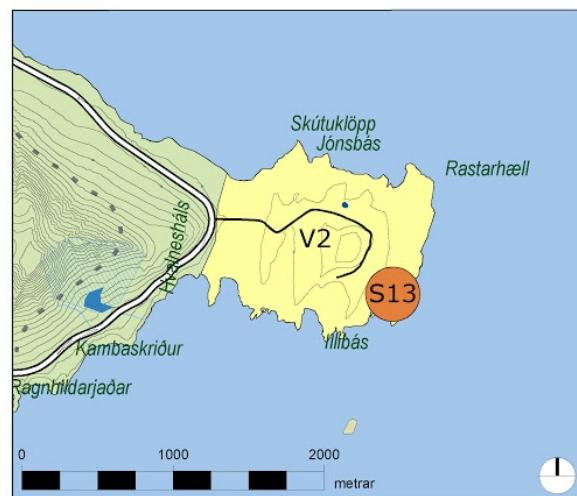 Skútuklöpp
Jónsbás
Rastarhæll
Hvalnesháls
V2
S13
Illibás
Kambaskriður
Ragnhildarjaðar
0 1000 2000
metrar